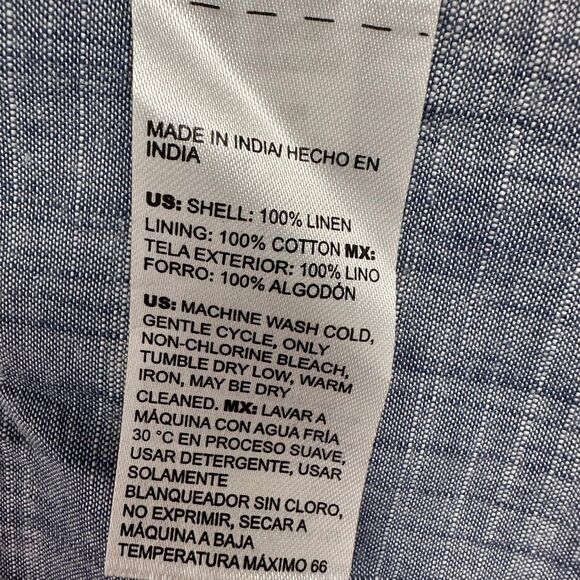 MADE IN INDIA/ HECHO EN
INDIA
US: SHELL: 100% LINEN
LINING: 100% COTTON MX:
TELA EXTERIOR: 100% LINO
FORRO: 100% ALGODÓN
US: MACHINE WASH COLD,
GENTLE CYCLE, ONLY
NON-CHLORINE BLEACH,
TUMBLE DRY LOW, WARM
IRON, MAY BE DRY
CLEANED. MX: LAVAR A
MÁQUINA CON AGUA FRÍA
30 °C EN PROCESO SUAVE,
USAR DETERGENTE, USAR
SOLAMENTE
BLANQUEADOR SIN CLORO,
NO EXPRIMIR, SECAR A
MÁQUINA A BAJA
TEMPERATURA MÁXIMO 66